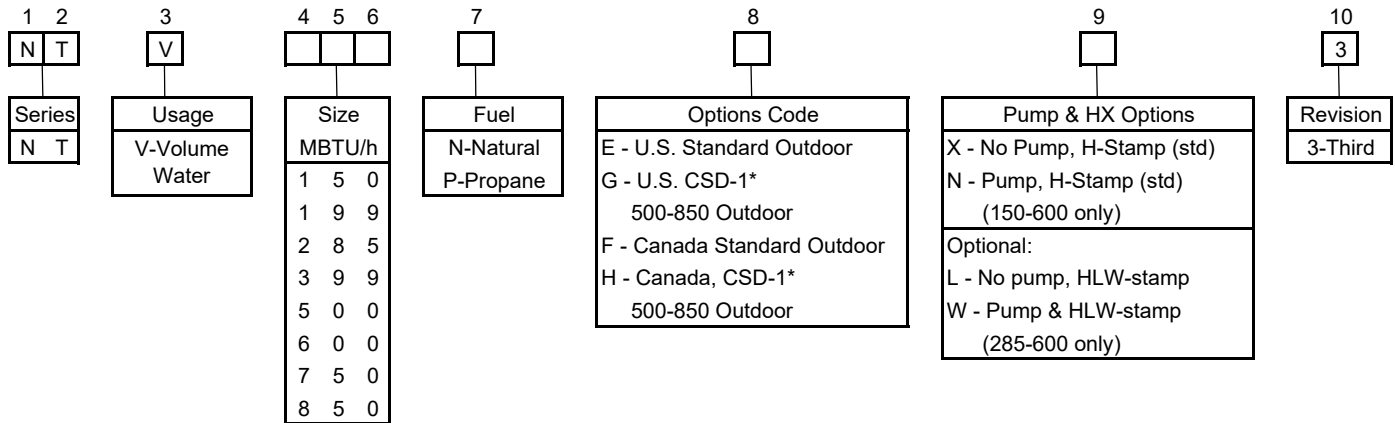 1 2 3 4 5 6 7 8 9 10
N T V 3
Series
N T
Usage
V-Volume
Water
Size
MBTU/h
1 5 0
1 9 9
2 8 5
3 9 9
5 0 0
6 0 0
7 5 0
8 5 0
Fuel
N-Natural
P-Propane
Options Code
E - U.S. Standard Outdoor
G - U.S. CSD-1*
500-850 Outdoor
F - Canada Standard Outdoor
H - Canada, CSD-1*
500-850 Outdoor
Pump & HX Options
X - No Pump, H-Stamp (std)
N - Pump, H-Stamp (std)
(150-600 only)
Optional:
L - No pump, HLW-stamp
W - Pump & HLW-stamp
(285-600 only)
Revision
3-Third